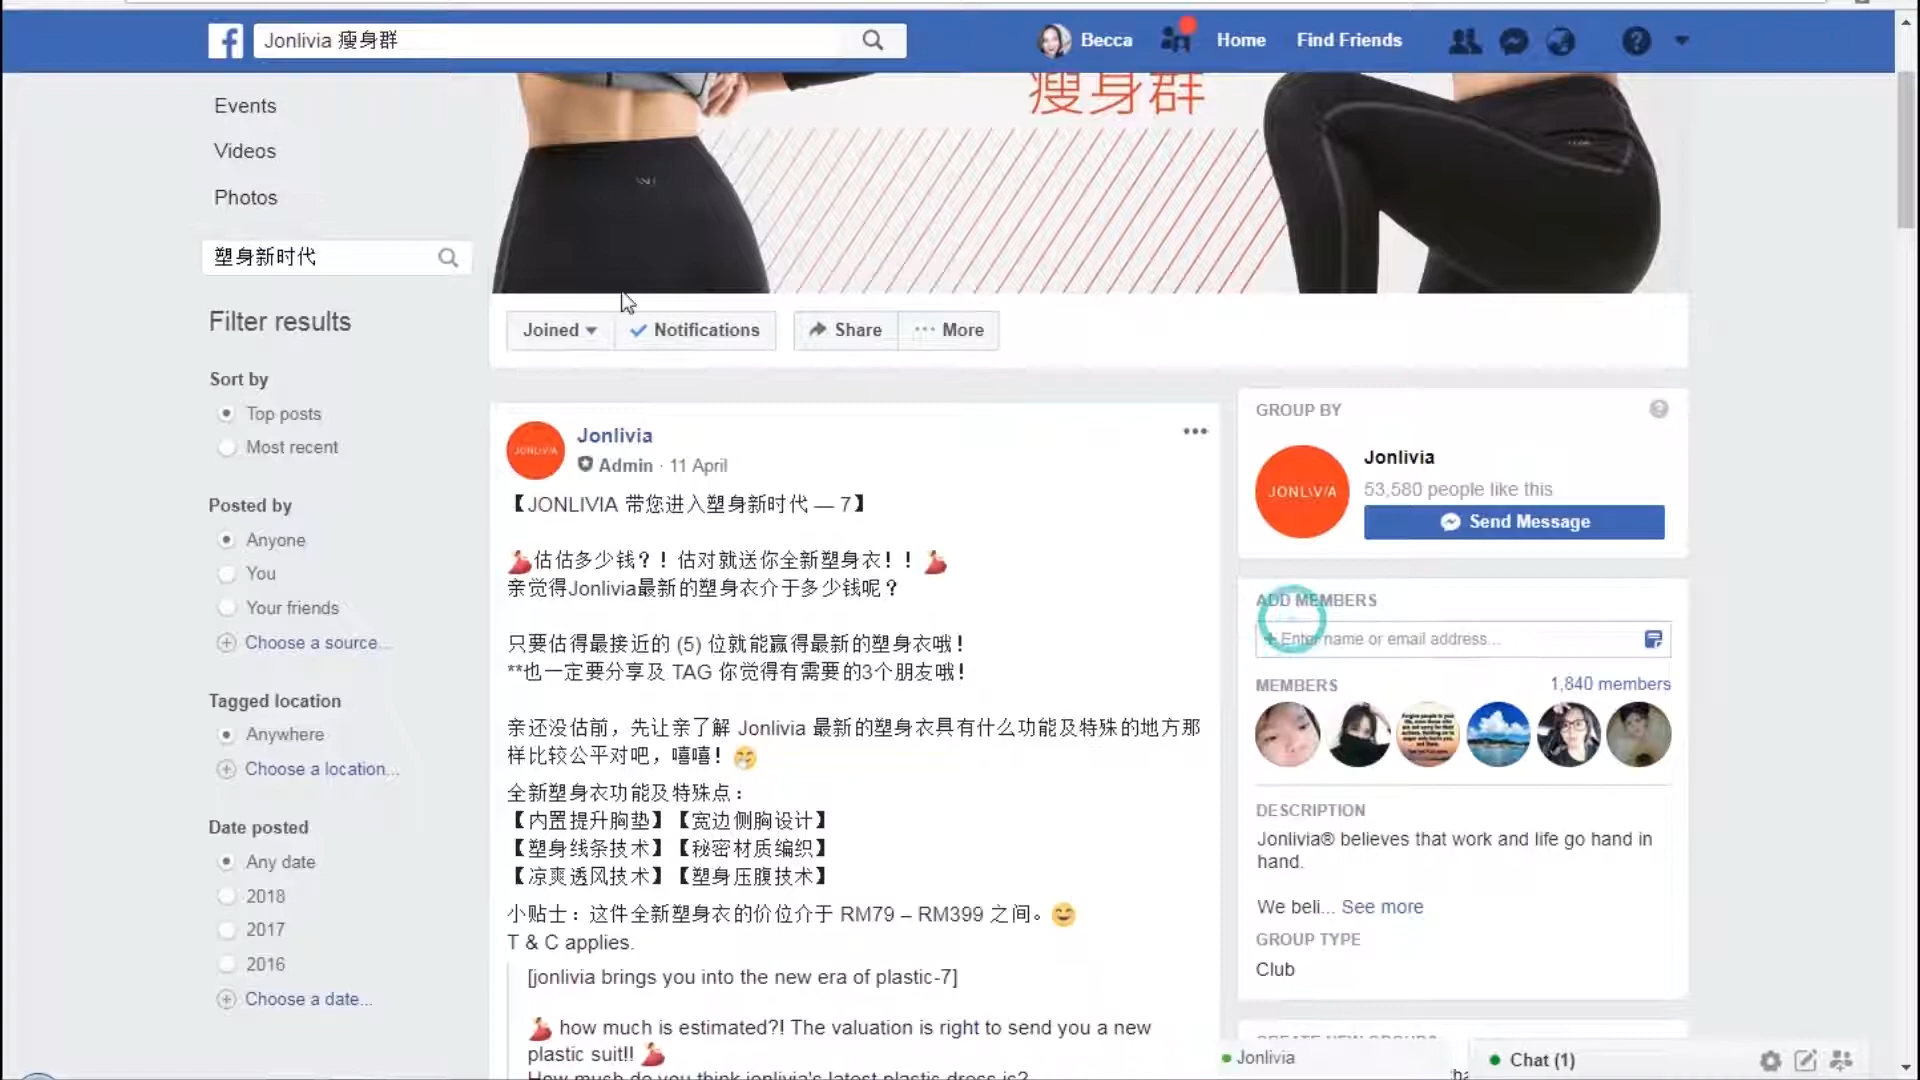 Jonlivia 瘦身群
Becca
Home
Find Friends
瘦身群
Events
Videos
Photos
塑身新时代
Filter results
Sort by
Top posts
Most recent
Posted by
Anyone
You
Your friends
Choose a source...
Tagged location
Anywhere
Choose a location...
Date posted
Any date
2018
2017
2016
Choose a date...
Joined
Notifications
Share
More
Jonlivia
JONLIVIA
Admin · 11 April
【JONLIVIA 带您进入塑身新时代 — 7】
估估多少钱？！估对就送你全新塑身衣！！
亲觉得Jonlivia最新的塑身衣介于多少钱呢？
只要估得最接近的 (5) 位就能赢得最新的塑身衣哦！
**也一定要分享及 TAG 你觉得有需要的3个朋友哦！
亲还没估前，先让亲了解 Jonlivia 最新的塑身衣具有什么功能及特殊的地方那
样比较公平对吧，嘻嘻！
全新塑身衣功能及特殊点：
【内置提升胸垫】【宽边侧胸设计】
【塑身线条技术】【秘密材质编织】
【凉爽透风技术】【塑身压腹技术】
小贴士：这件全新塑身衣的价位介于 RM79 – RM399 之间。
T & C applies.
[jonlivia brings you into the new era of plastic-7]
how much is estimated?! The valuation is right to send you a new
plastic suit!!
How much do you think jonlivia's latest plastic dress is?
GROUP BY
JONLIVIA
Jonlivia
53,580 people like this
Send Message
ADD MEMBERS
+ Enter name or email address...
MEMBERS
1,840 members
DESCRIPTION
Jonlivia® believes that work and life go hand in
hand.
We beli... See more
GROUP TYPE
Club
CREATE NEW GROUPS
Jonlivia
Chat (1)